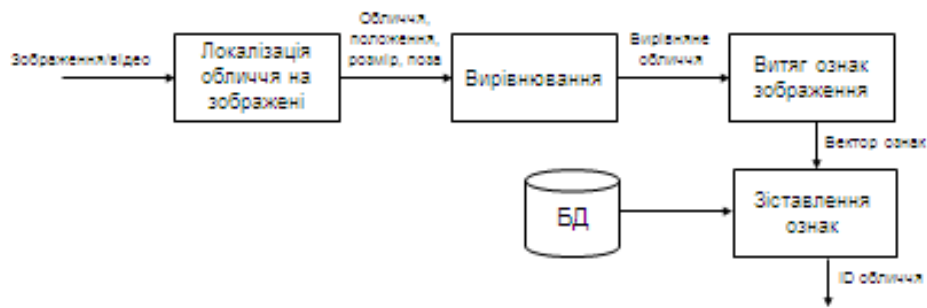 Обличчя,
положення,
розмір, поза
Зображення/відео
Локалізація
обличчя на
зображені
Вирівнювання
Вирівняне
обличчя
Витяг ознак
зображення
Вектор ознак
БД
Зіставлення
ознак
ID обличчя